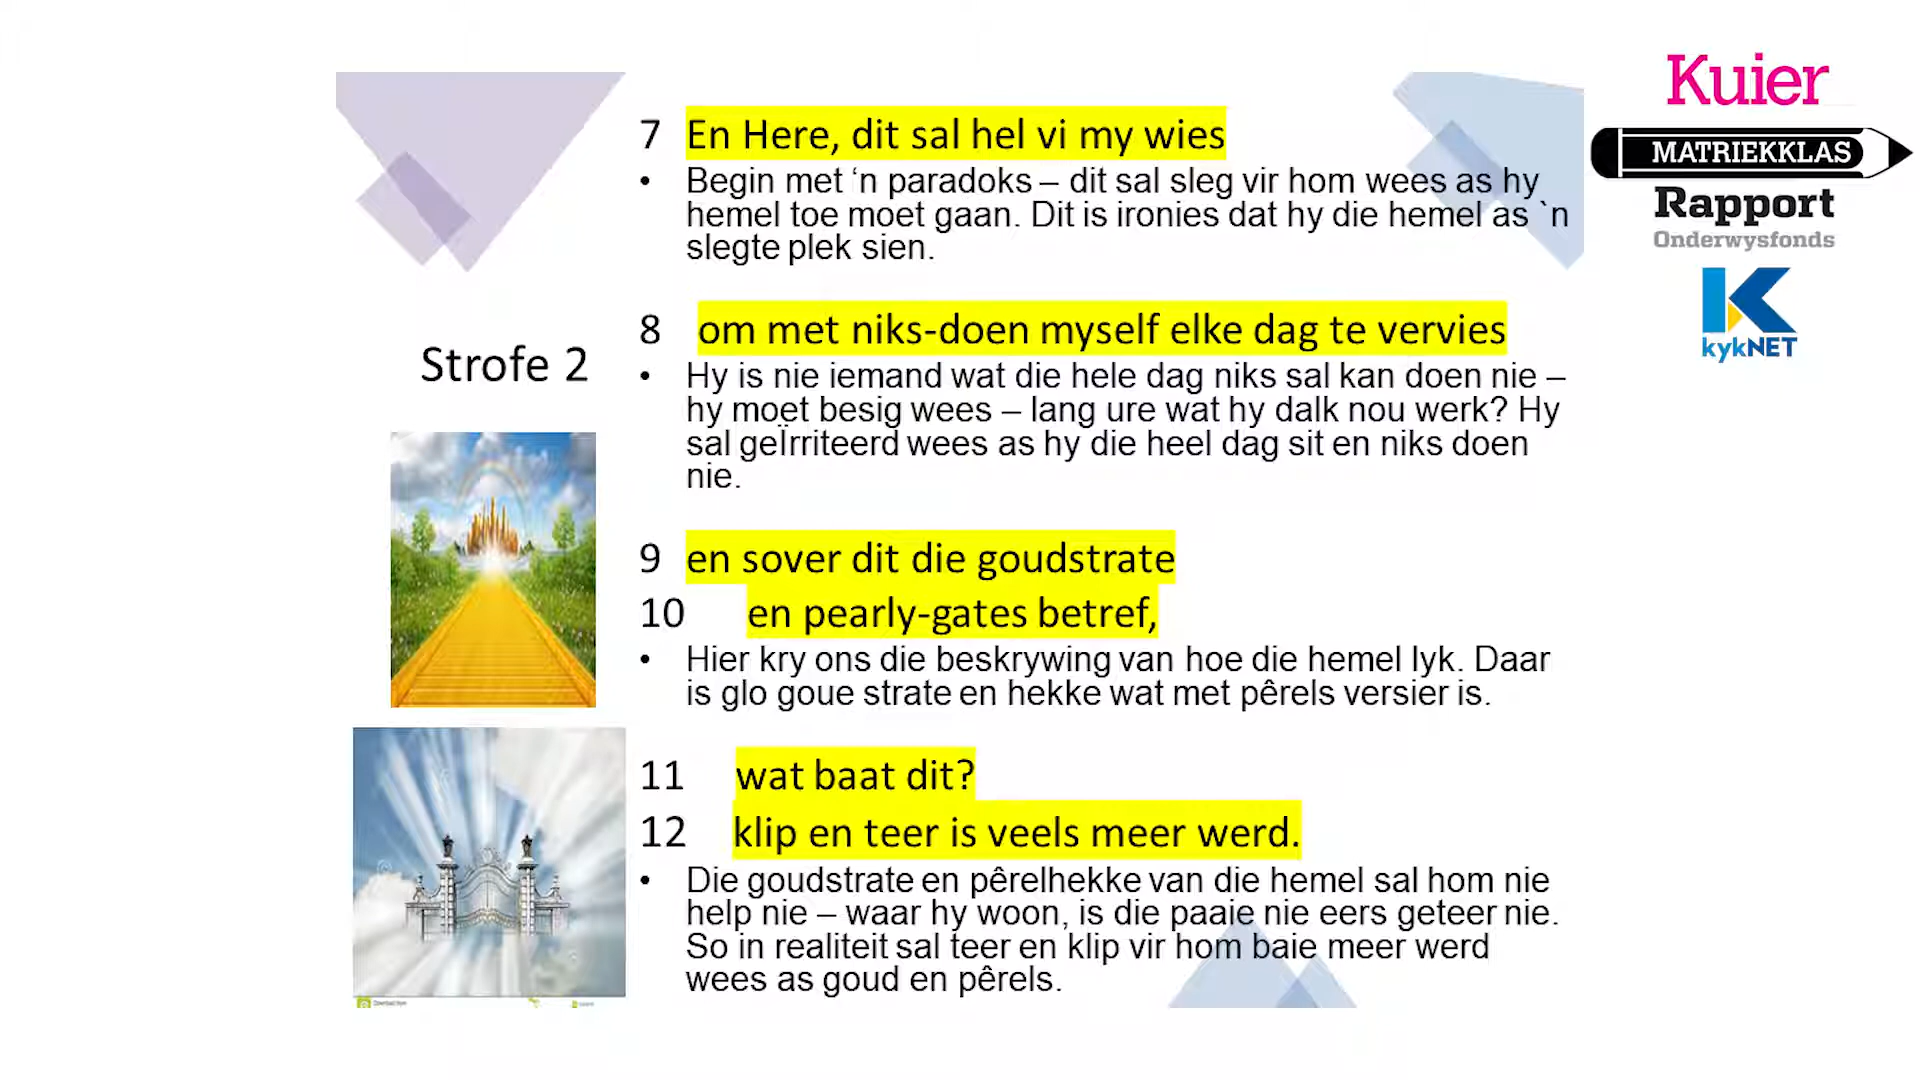 Kuier
MATRIEKKLAS
Rapport
Onderwysfonds
kykNET
Strofe 2
7 En Here, dit sal hel vi my wies
• Begin met ‘n paradoks – dit sal sleg vir hom wees as hy
hemel toe moet gaan. Dit is ironies dat hy die hemel as `n
slegte plek sien.
8 om met niks-doen myself elke dag te vervies
• Hy is nie iemand wat die hele dag niks sal kan doen nie –
hy moet besig wees – lang ure wat hy dalk nou werk? Hy
sal geÏrriteerd wees as hy die heel dag sit en niks doen
nie.
9 en sover dit die goudstrate
10 en pearly-gates betref,
• Hier kry ons die beskrywing van hoe die hemel lyk. Daar
is glo goue strate en hekke wat met pêrels versier is.
11 wat baat dit?
12 klip en teer is veels meer werd.
• Die goudstrate en pêrelhekke van die hemel sal hom nie
help nie – waar hy woon, is die paaie nie eers geteer nie.
So in realiteit sal teer en klip vir hom baie meer werd
wees as goud en pêrels.